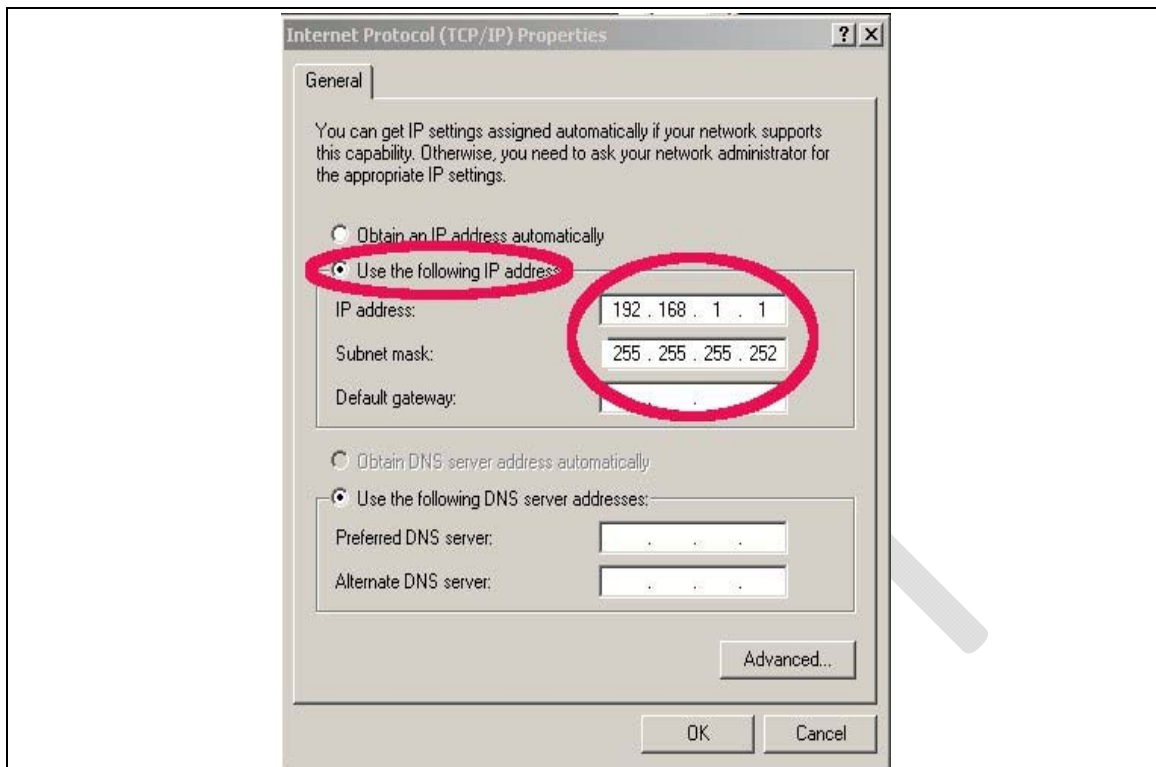 Internet Protocol (TCP/IP) Properties
General
You can get IP settings assigned automatically if your network supports
this capability. Otherwise, you need to ask your network administrator for
the appropriate IP settings.
Obtain an IP address automatically
Use the following IP address
IP address: 192 . 168 . 1 . 1
Subnet mask: 255 . 255 . 255 . 252
Default gateway: . .
Obtain DNS server address automatically
Use the following DNS server addresses:
Preferred DNS server: . . .
Alternate DNS server: . . .
Advanced...
OK Cancel